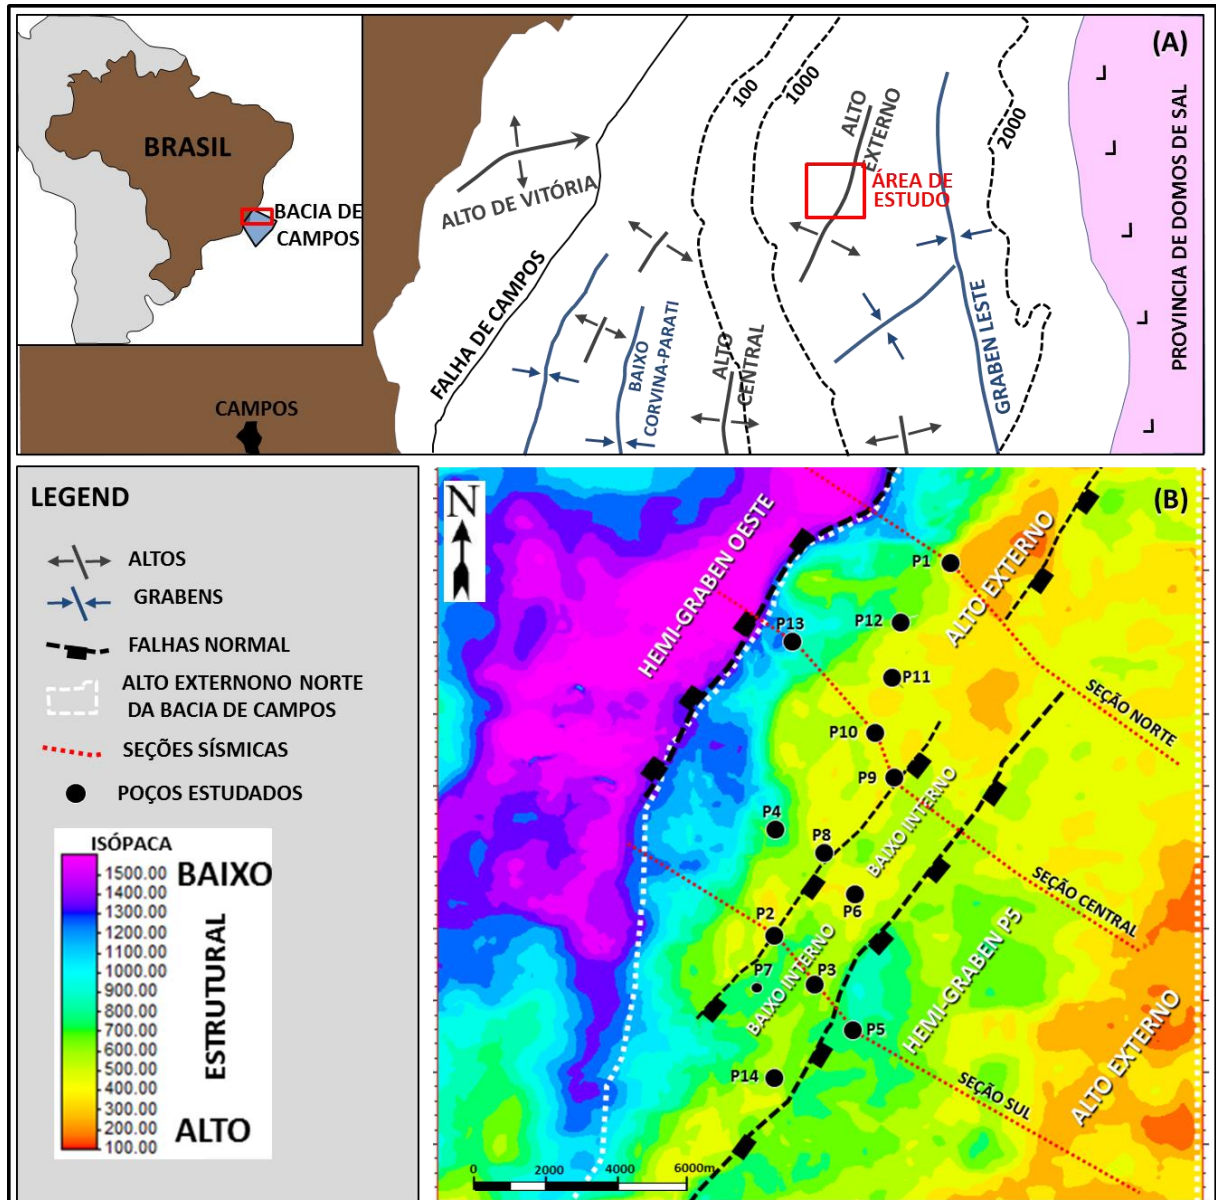 (A)
BRASIL
BACIA DE
CAMPOS
CAMPOS
ALTO DE VITÓRIA
FALHA DE CAMPOS
BAIXO
CORVINA-PARATI
ALTO
CENTRAL
100
1000
2000
ALTO
EXTERNO
ÁREA DE
ESTUDO
GRABEN LESTE
PROVINCIA DE DOMOS DE SAL
LEGEND
ALTOS
GRABENS
FALHAS NORMAL
ALTO EXTERNONO NORTE
DA BACIA DE CAMPOS
SEÇÕES SÍSMICAS
POÇOS ESTUDADOS
ISÓPACA
1500.00
1400.00
1300.00
1200.00
1100.00
1000.00
900.00
800.00
700.00
600.00
500.00
400.00
300.00
200.00
100.00
BAIXO
ESTRUTURAL
ALTO
(B)
N
HEMI-GRABEN OESTE
ALTO EXTERNO
P1
P12
P13
P11
P10
P9
P4
P8
P6
P2
P7
P3
P5
P14
BAIXO INTERNO
BAIXO INTERNO
HEMI-GRABEN P5
ALTO EXTERNO
SEÇÃO NORTE
SEÇÃO CENTRAL
SEÇÃO SUL
0 2000 4000 6000m